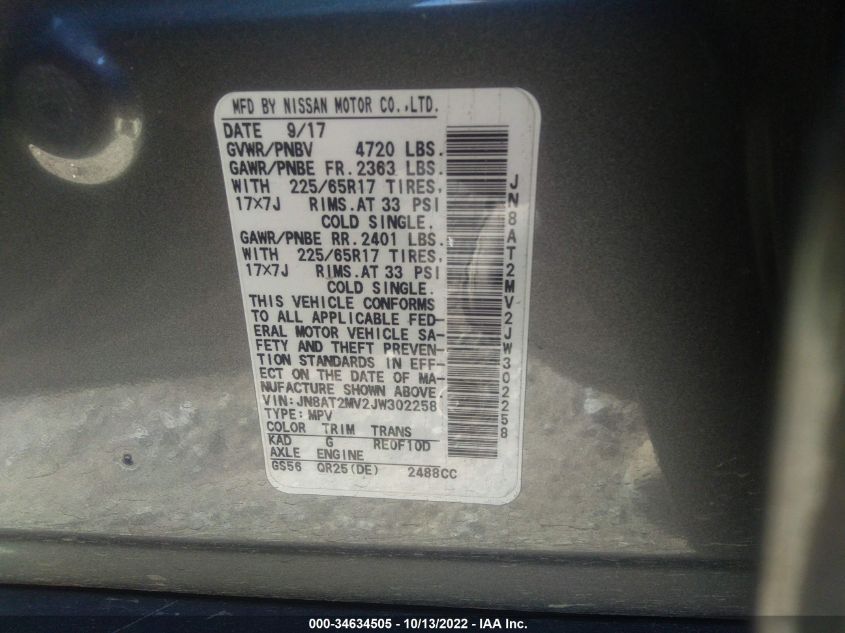 MFD BY NISSAN MOTOR CO.,LTD.
DATE 9/17
GVWR/PNBV 4720 LBS.
GAWR/PNBE FR. 2363 LBS.
WITH 225/65R17 TIRES,
17×7J RIMS. AT 33 PSI
COLD SINGLE.
GAWR/PNBE RR. 2401 LBS.
WITH 225/65R17 TIRES,
17×7J RIMS. AT 33 PSI
COLD SINGLE.
THIS VEHICLE CONFORMS
TO ALL APPLICABLE FED-
ERAL MOTOR VEHICLE SA-
FETY AND THEFT PREVEN-
TION STANDARDS IN EFF-
ECT ON THE DATE OF MA-
NUFACTURE SHOWN ABOVE
VIN:JN8AT2MV2JW302258
TYPE:MPV
COLOR TRIM TRANS
KAD G RE0F10D
AXLE ENGINE
GS56 QR25(DE) 2488CC
JN8AT2MV2JW302258
000-34634505 - 10/13/2022 - IAA Inc.